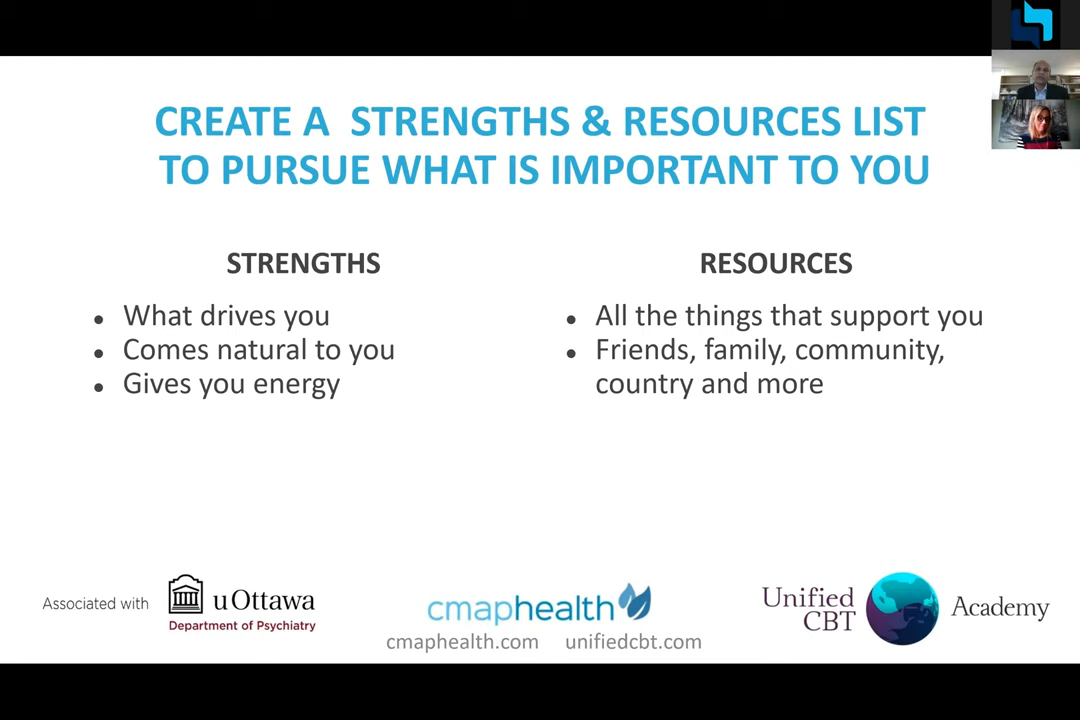 CREATE A STRENGTHS & RESOURCES LIST
TO PURSUE WHAT IS IMPORTANT TO YOU
STRENGTHS
• What drives you
• Comes natural to you
• Gives you energy
RESOURCES
• All the things that support you
• Friends, family, community,
country and more
Associated with
uOttawa
Department of Psychiatry
cmaphealth
cmaphealth.com unifiedcbt.com
Unified
CBT
Academy